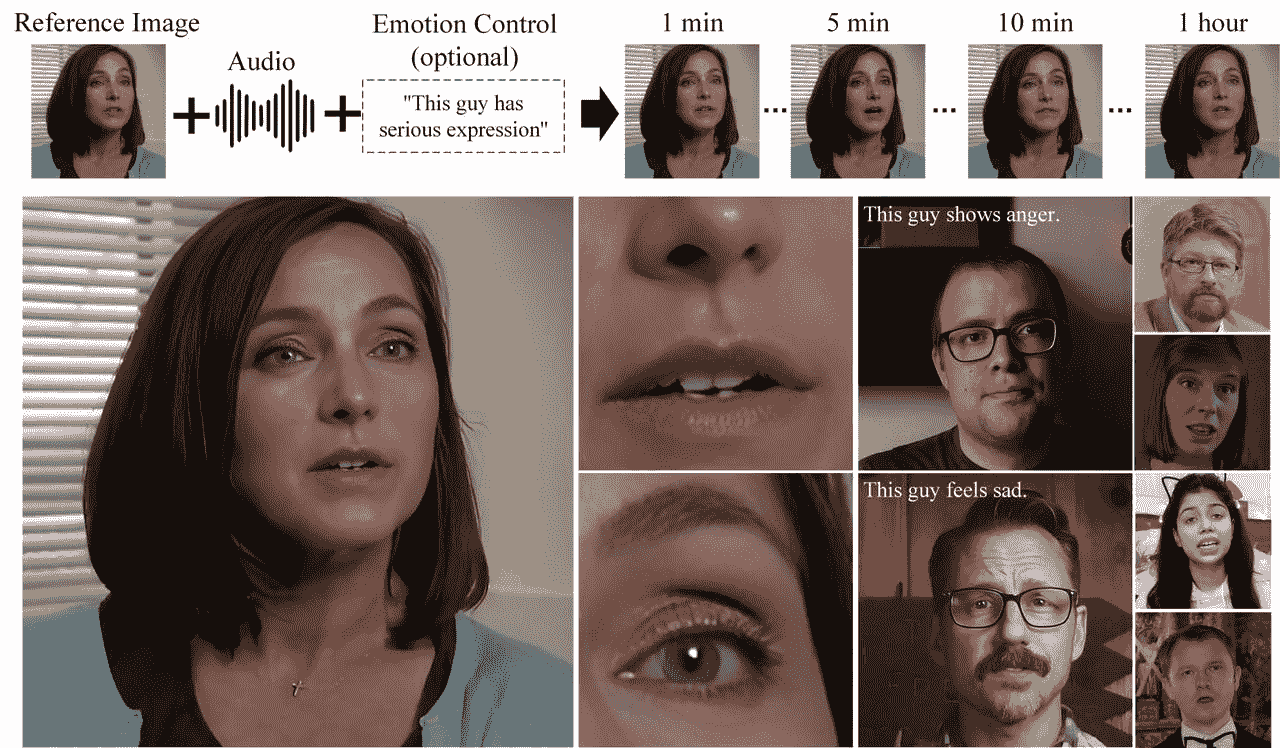 Reference Image
Audio
Emotion Control
(optional)
"This guy has
serious expression"
1 min
5 min
10 min
1 hour
...
...
...
This guy shows anger.
This guy feels sad.